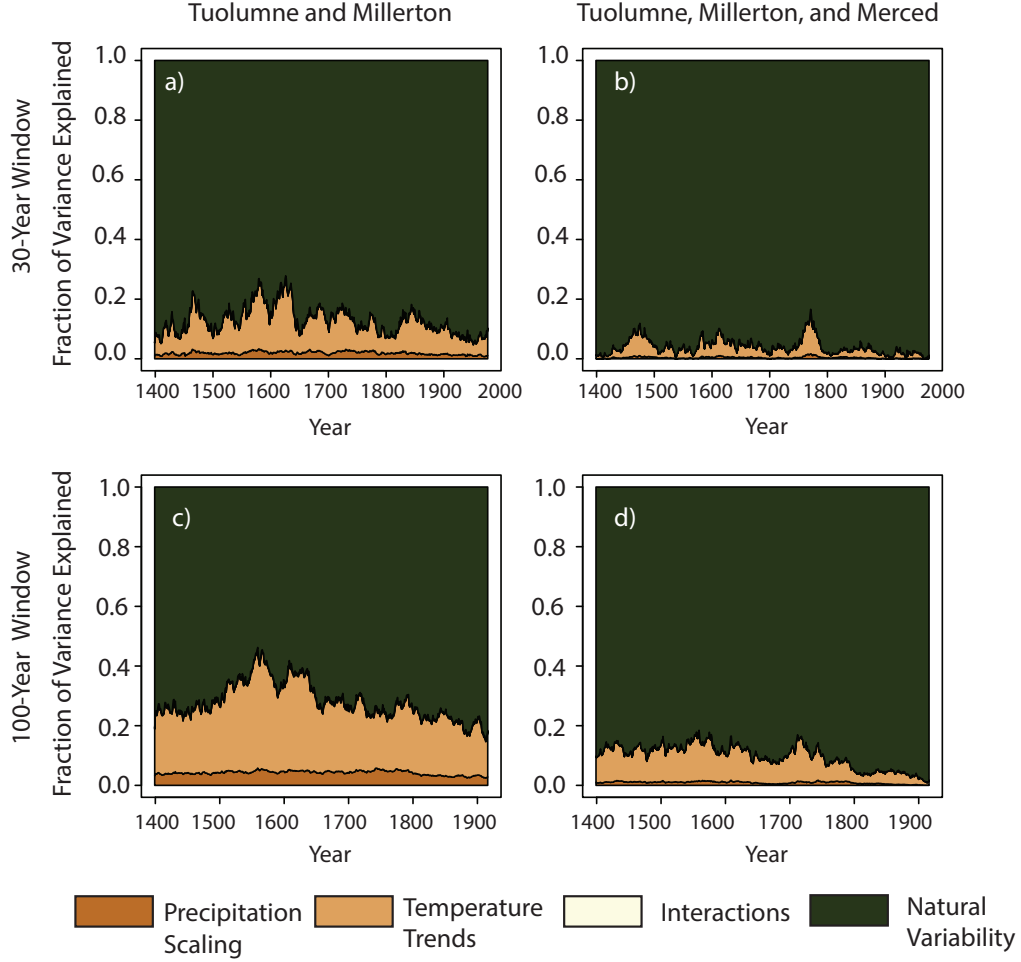 Tuolumne and Millerton
Tuolumne, Millerton, and Merced
30-Year Window
Fraction of Variance Explained
1.0
0.8
0.6
0.4
0.2
0.0
a)
1400 1500 1600 1700 1800 1900 2000
Year
1.0
0.8
0.6
0.4
0.2
0.0
b)
1400 1500 1600 1700 1800 1900 2000
Year
100-Year Window
Fraction of Variance Explained
1.0
0.8
0.6
0.4
0.2
0.0
c)
1400 1500 1600 1700 1800 1900
Year
1.0
0.8
0.6
0.4
0.2
0.0
d)
1400 1500 1600 1700 1800 1900
Year
Precipitation
Scaling
Temperature
Trends
Interactions
Natural
Variability